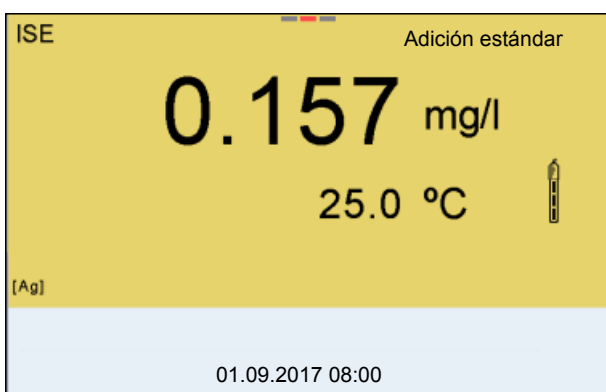 ISE Adición estándar
0.157 mg/l
25.0 ºC
[Ag]
01.09.2017 08:00